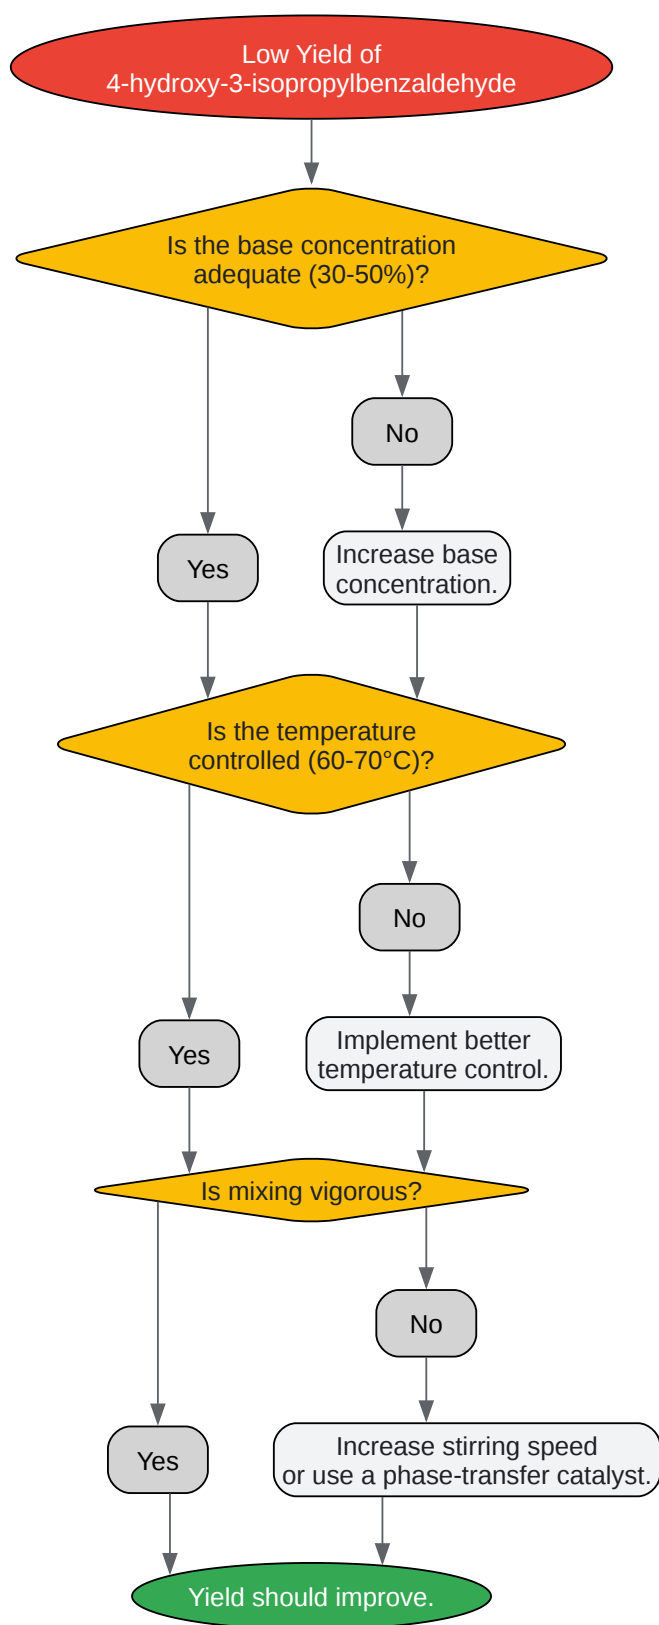 Low Yield of
4-hydroxy-3-isopropylbenzaldehyde
Is the base concentration
adequate (30-50%)?
No
Yes
Increase base
concentration.
Is the temperature
controlled (60-70°C)?
No
Yes
Implement better
temperature control.
Is mixing vigorous?
No
Yes
Increase stirring speed
or use a phase-transfer catalyst.
Yield should improve.